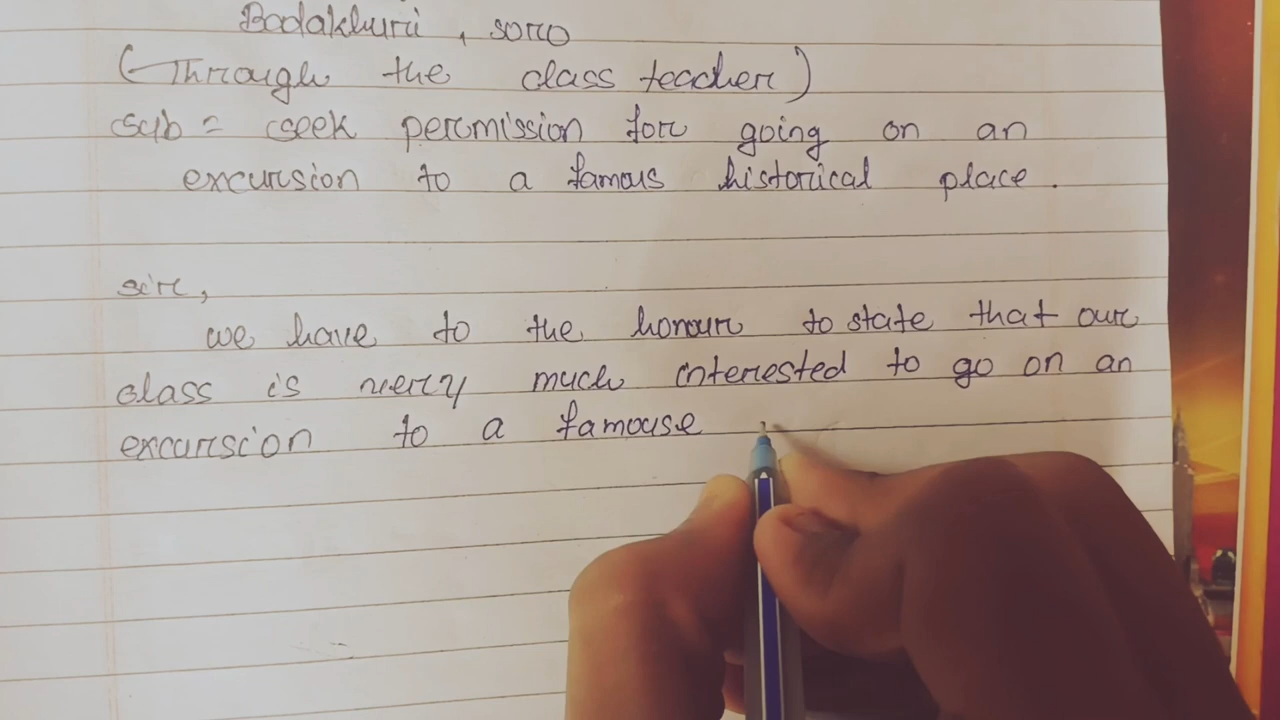 Badakhuri, soro
(Through the class teacher)
sub = seek permission for going on an
excursion to a famous historical place.
sir,
we have to the honour to state that our
class is very much interested to go on an
excursion to a famouse